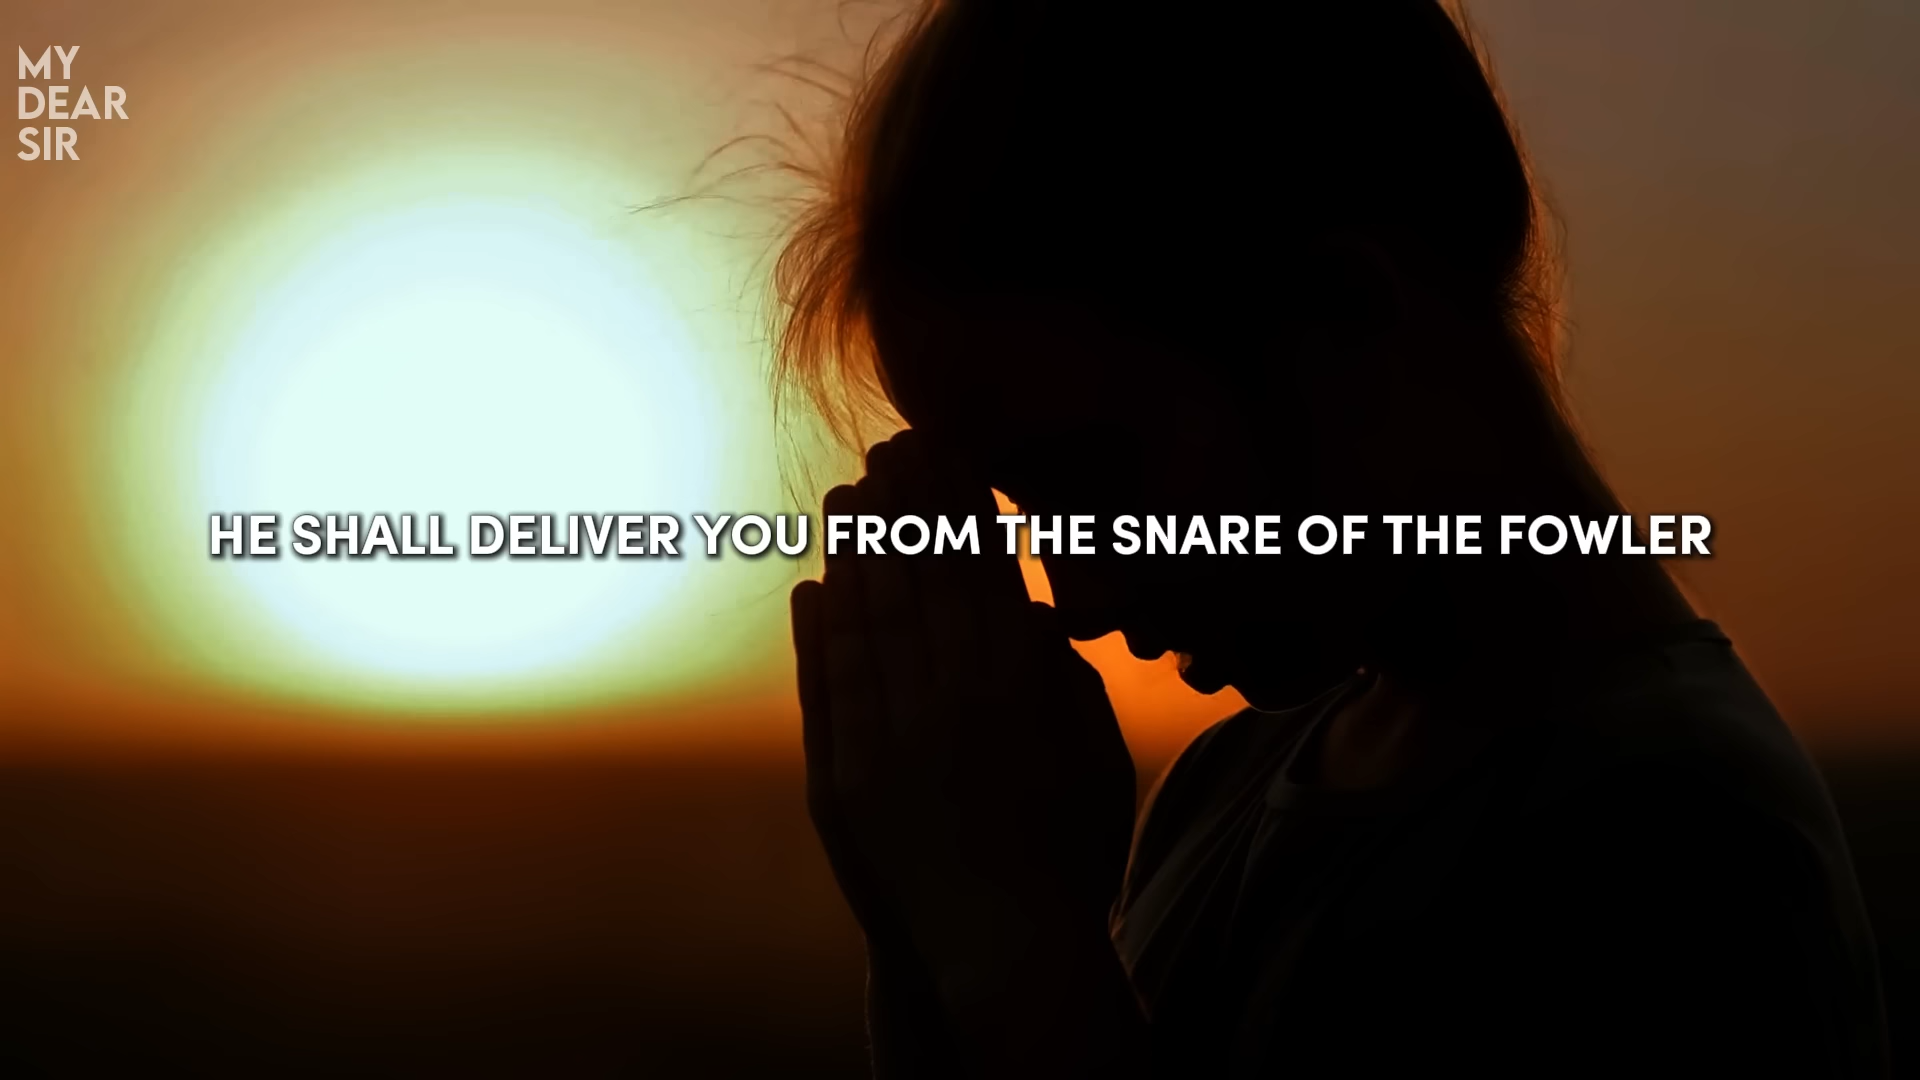 MY
DEAR
SIR
HE SHALL DELIVER YOU FROM THE SNARE OF THE FOWLER